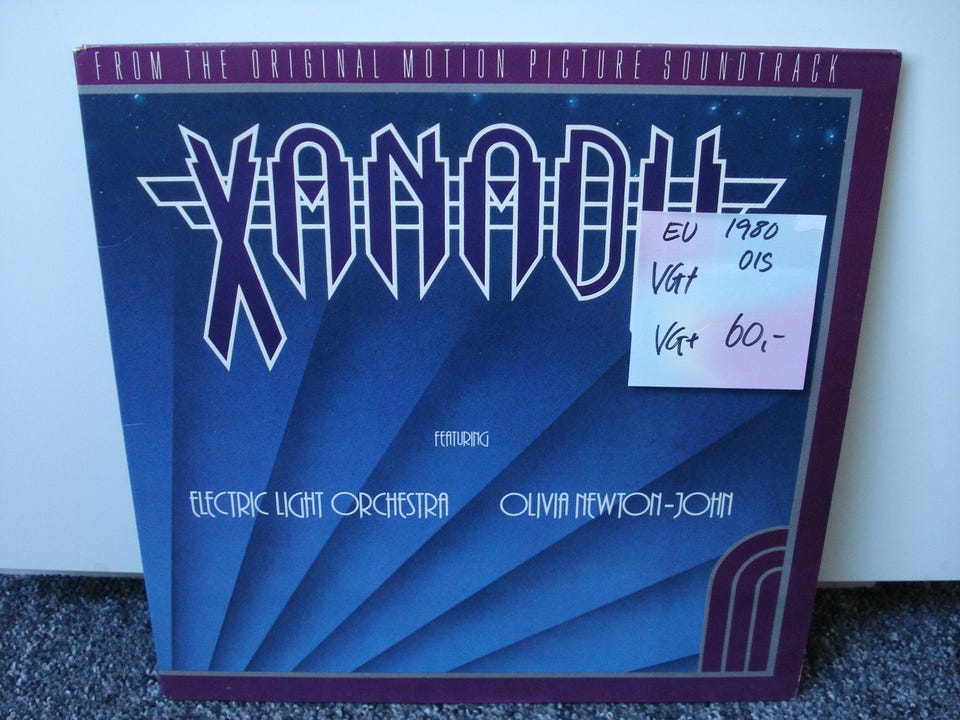 FROM THE ORIGINAL MOTION PICTURE SOUNDTRACK
XANADU
EU 1980
VG+ OIS
VG+ 60,-
FEATURING
ELECTRIC LIGHT ORCHESTRA OLIVIA NEWTON-JOHN